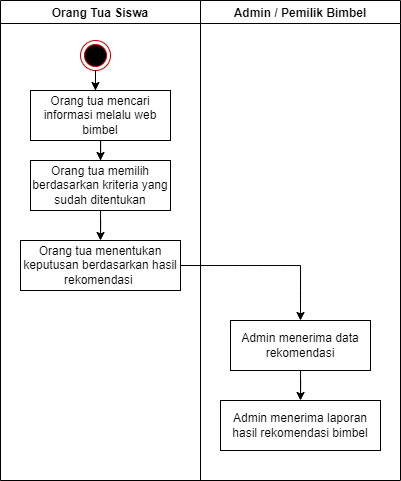 Orang Tua Siswa
Admin / Pemilik Bimbel
Orang tua mencari
informasi melalu web
bimbel
Orang tua memilih
berdasarkan kriteria yang
sudah ditentukan
Orang tua menentukan
keputusan berdasarkan hasil
rekomendasi
Admin menerima data
rekomendasi
Admin menerima laporan
hasil rekomendasi bimbel